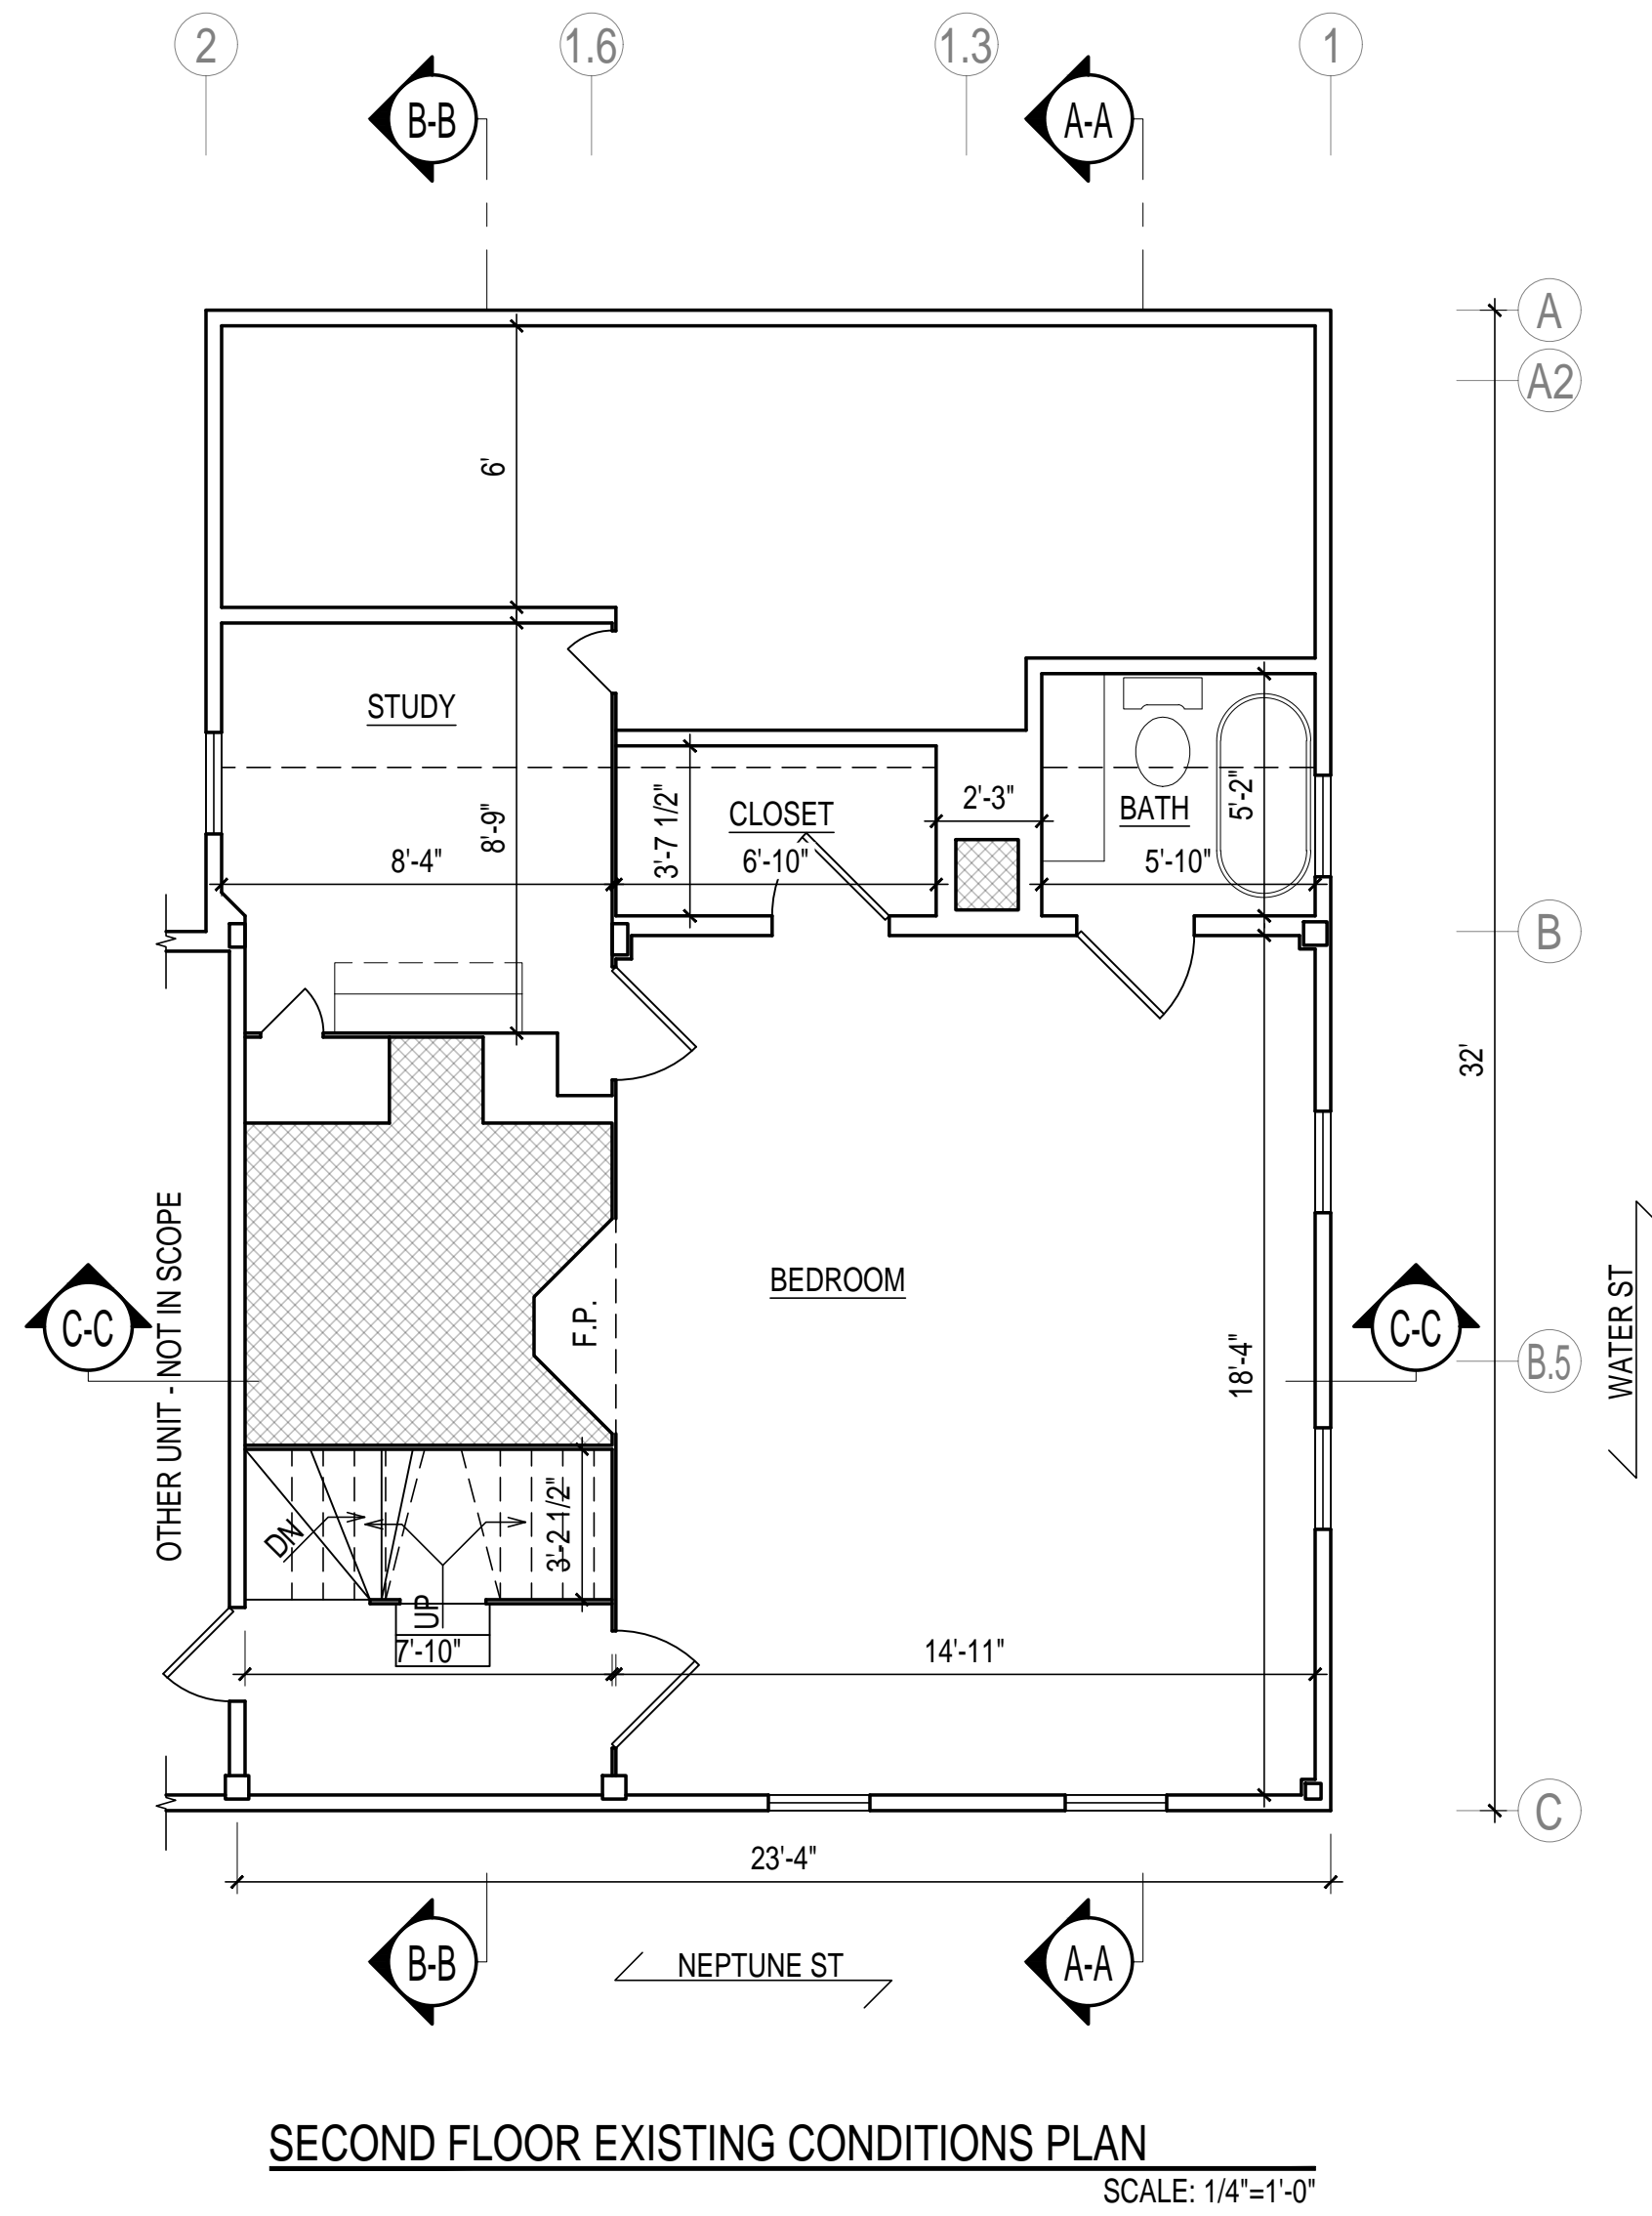 2
1.6
1.3
1
B-B
A-A
A
A2
6'
STUDY
8'-9"
8'-4"
3'-7 1/2"
CLOSET
6'-10"
2'-3"
BATH
5'-2"
5'-10"
B
32'
OTHER UNIT - NOT IN SCOPE
C-C
F.P.
BEDROOM
18'-4"
C-C
B.5
WATER ST
DN
UP
3'-2 1/2"
7'-10"
14'-11"
C
23'-4"
B-B
NEPTUNE ST
A-A
SECOND FLOOR EXISTING CONDITIONS PLAN
SCALE: 1/4"=1'-0"